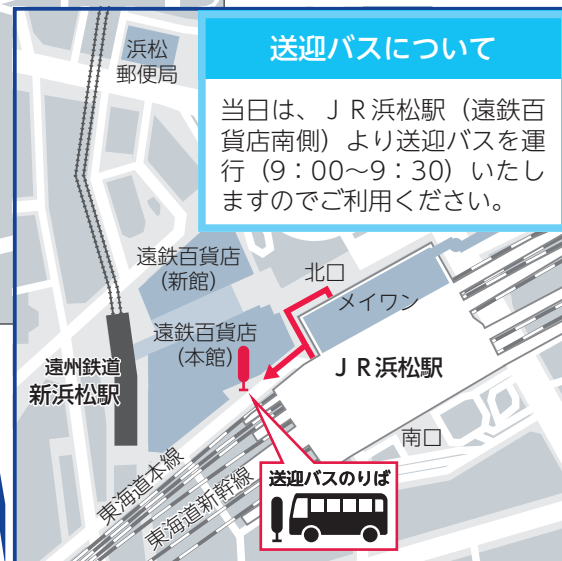 送迎バスについて
当日は、ＪＲ浜松駅（遠鉄百
貨店南側）より送迎バスを運
行（9：00～9：30）いたし
ますのでご利用ください。
浜松
郵便局
遠鉄百貨店
(新館)
北口
メイワン
遠鉄百貨店
(本館)
ＪＲ浜松駅
遠州鉄道
新浜松駅
南口
東海道本線
東海道新幹線
送迎バスのりば